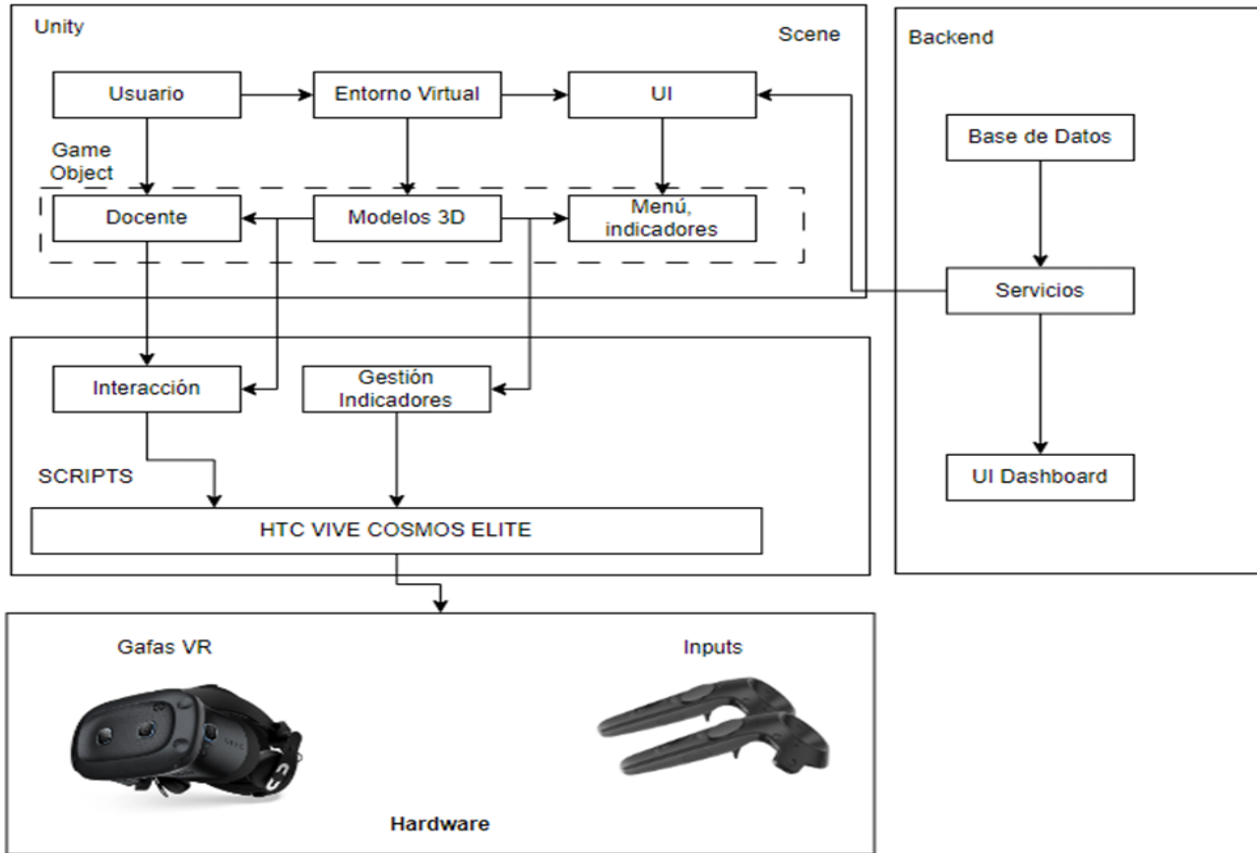 Unity
Scene
Backend
Usuario
Entorno Virtual
UI
Base de Datos
Game
Object
Docente
Modelos 3D
Menú,
indicadores
Servicios
Interacción
Gestión
Indicadores
SCRIPTS
UI Dashboard
HTC VIVE COSMOS ELITE
Gafas VR
Inputs
Hardware